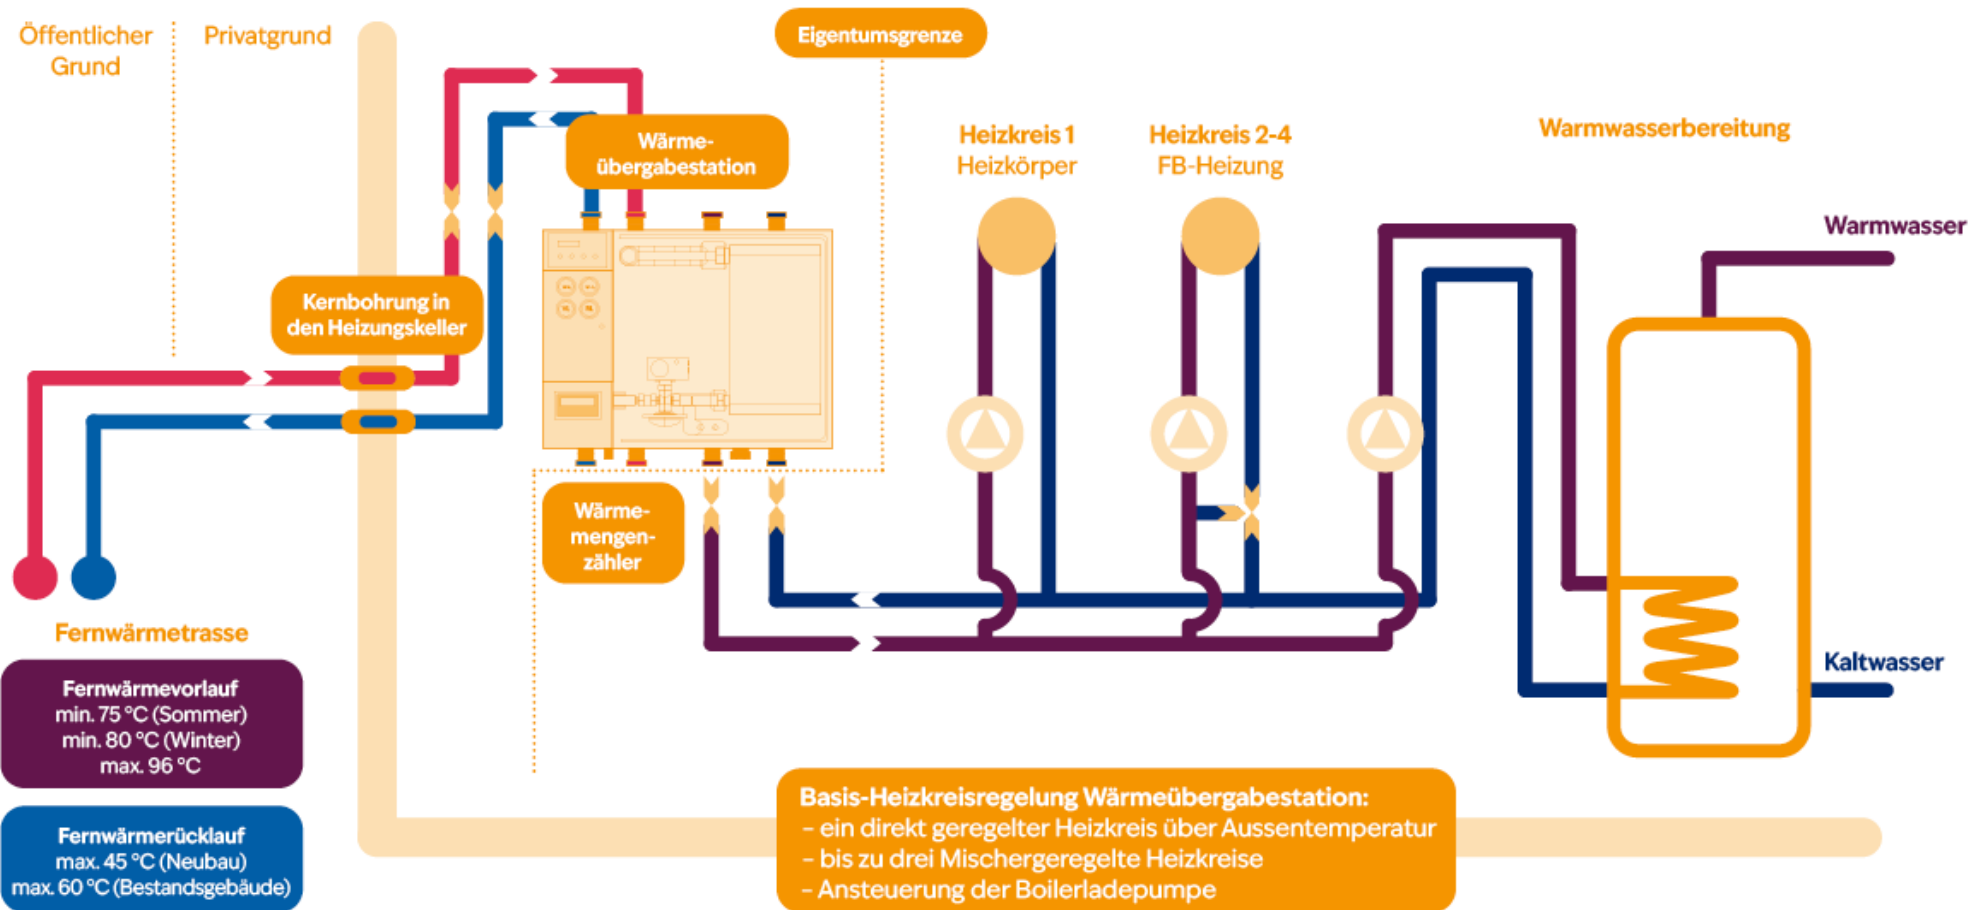 Öffentlicher
Grund
Privatgrund
Eigentumsgrenze
Wärme-
übergabestation
Heizkreis 1
Heizkörper
Heizkreis 2-4
FB-Heizung
Warmwasserbereitung
Warmwasser
Kernbohrung in
den Heizungskeller
Wärme-
mengen-
zähler
Fernwärmetrasse
Kaltwasser
Fernwärmevorlauf
min. 75 °C (Sommer)
min. 80 °C (Winter)
max. 96 °C
Fernwärmerücklauf
max. 45 °C (Neubau)
max. 60 °C (Bestandsgebäude)
Basis-Heizkreisregelung Wärmeübergabestation:
– ein direkt geregelter Heizkreis über Aussentemperatur
– bis zu drei Mischergeregelte Heizkreise
– Ansteuerung der Boilerladepumpe